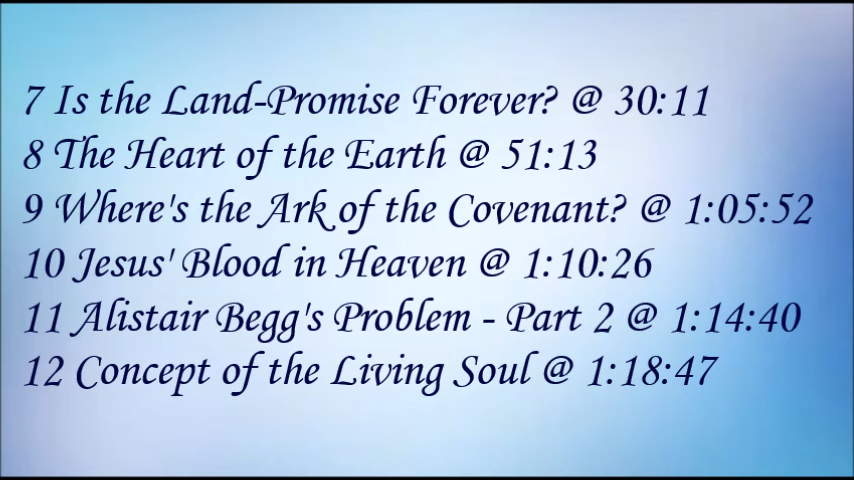 7 Is the Land-Promise Forever? @ 30:11
8 The Heart of the Earth @ 51:13
9 Where's the Ark of the Covenant? @ 1:05:52
10 Jesus' Blood in Heaven @ 1:10:26
11 Alistair Begg's Problem - Part 2 @ 1:14:40
12 Concept of the Living Soul @ 1:18:47